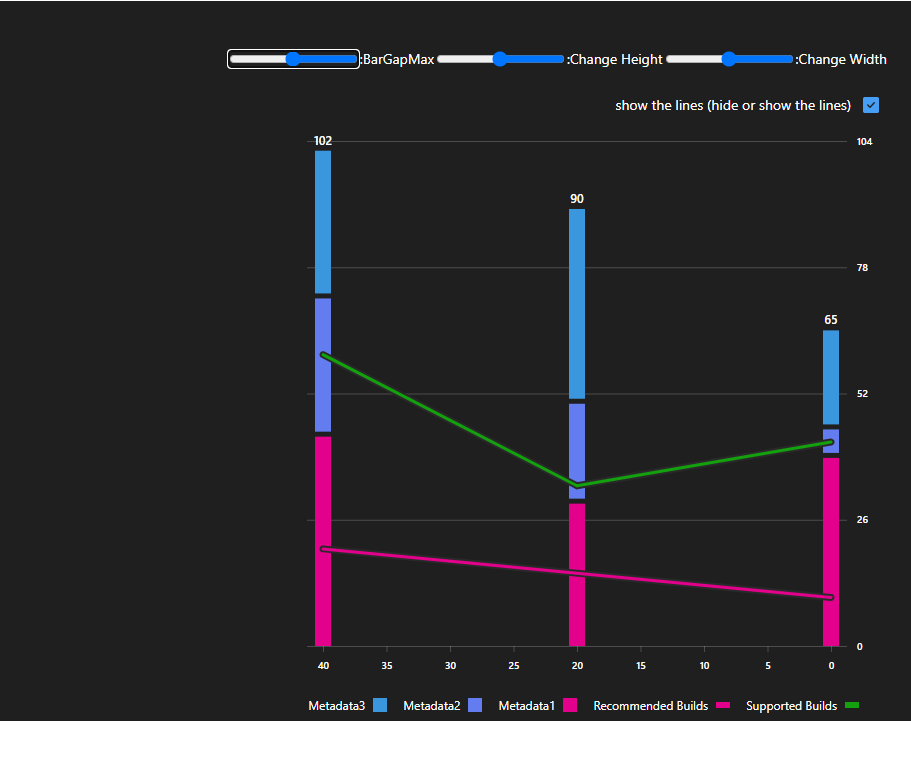 :BarGapMax :Change Height :Change Width
show the lines (hide or show the lines)
102
104
90
78
65
52
26
0
40 35 30 25 20 15 10 5 0
Metadata3 Metadata2 Metadata1 Recommended Builds Supported Builds